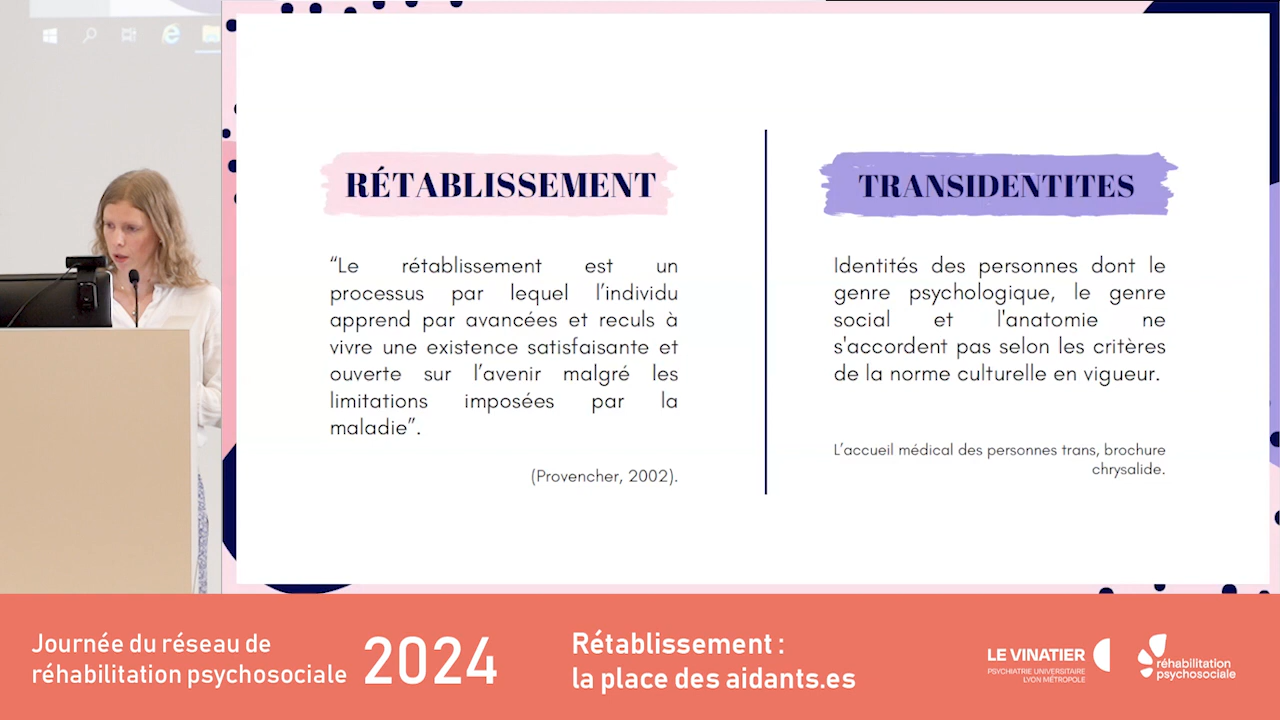 RÉTABLISSEMENT
“Le rétablissement est un
processus par lequel l’individu
apprend par avancées et reculs à
vivre une existence satisfaisante et
ouverte sur l’avenir malgré les
limitations imposées par la
maladie”.
(Provencher, 2002).
TRANSIDENTITES
Identités des personnes dont le
genre psychologique, le genre
social et l'anatomie ne
s'accordent pas selon les critères
de la norme culturelle en vigueur.
L’accueil médical des personnes trans, brochure
chrysalide.
Journée du réseau de
réhabilitation psychosociale
2024
Rétablissement :
la place des aidants.es
LE VINATIER
PSYCHIATRIE UNIVERSITAIRE
LYON MÉTROPOLE
réhabilitation
psychosociale